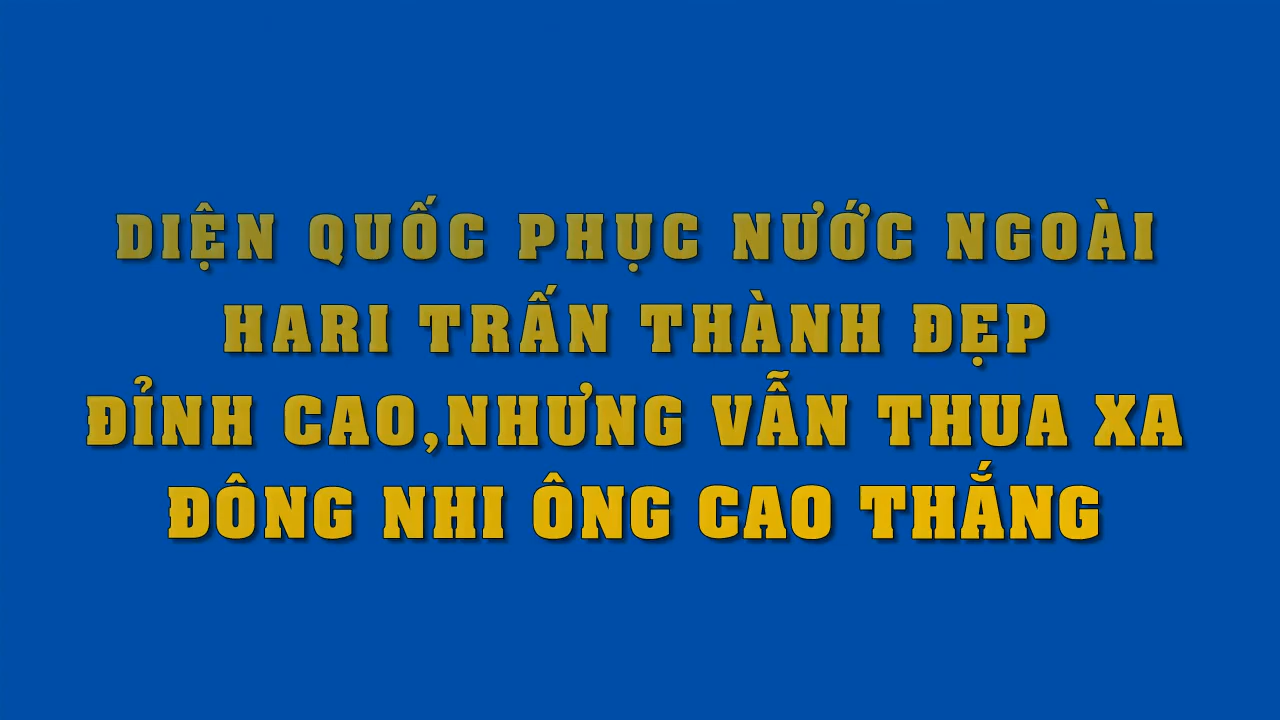 DIỆN QUỐC PHỤC NƯỚC NGOÀI
HARI TRẤN THÀNH ĐẸP
ĐỈNH CAO,NHƯNG VẪN THUA XA
ĐÔNG NHI ÔNG CAO THẮNG